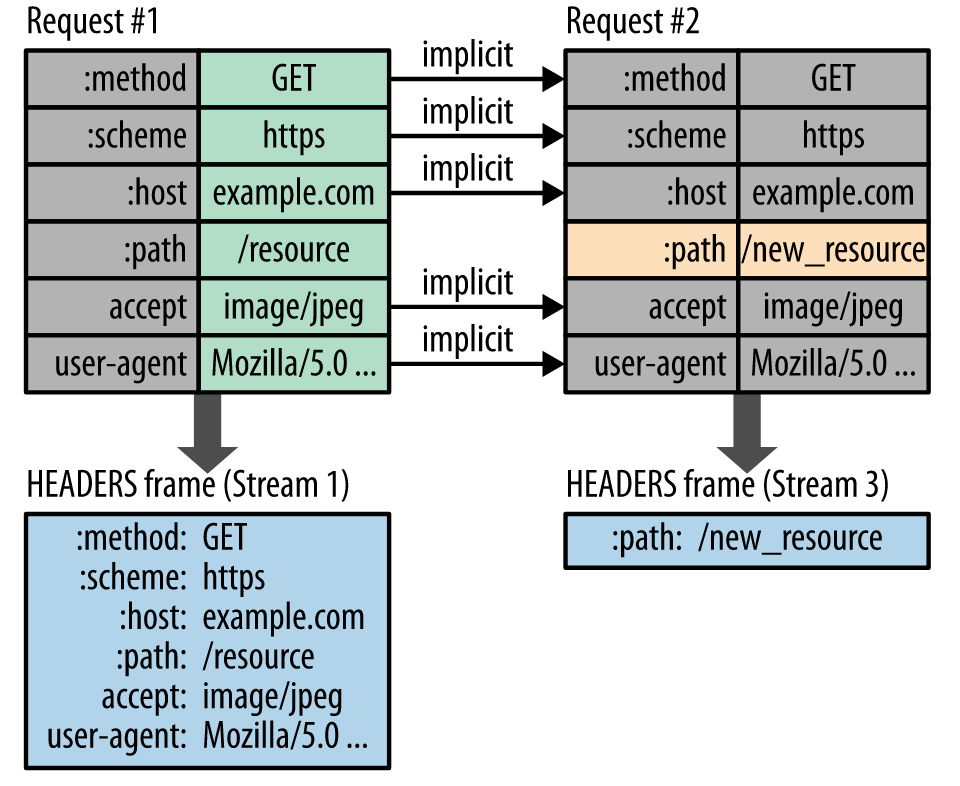 Request #1
:method GET
:scheme https
:host example.com
:path /resource
accept image/jpeg
user-agent Mozilla/5.0 ...
implicit
implicit
implicit
implicit
implicit
Request #2
:method GET
:scheme https
:host example.com
:path /new_resource
accept image/jpeg
user-agent Mozilla/5.0 ...
HEADERS frame (Stream 1)
:method: GET
:scheme: https
:host: example.com
:path: /resource
accept: image/jpeg
user-agent: Mozilla/5.0 ...
HEADERS frame (Stream 3)
:path: /new_resource